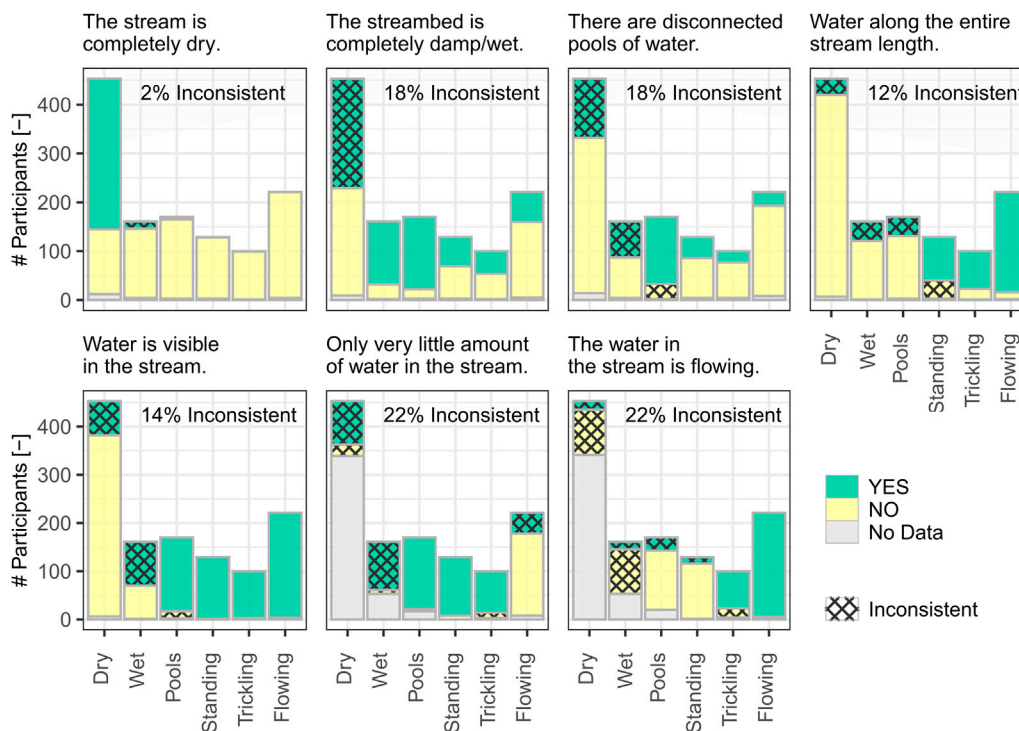 The stream is
completely dry.
The streambed is
completely damp/wet.
There are disconnected
pools of water.
Water along the entire
stream length.
2% Inconsistent
18% Inconsistent
18% Inconsistent
12% Inconsistent
# Participants [−]
400
300
200
100
0
Dry
Wet
Pools
Standing
Trickling
Flowing
Water is visible
in the stream.
Only very little amount
of water in the stream.
The water in
the stream is flowing.
14% Inconsistent
22% Inconsistent
22% Inconsistent
# Participants [−]
400
300
200
100
0
Dry
Wet
Pools
Standing
Trickling
Flowing
Dry
Wet
Pools
Standing
Trickling
Flowing
Dry
Wet
Pools
Standing
Trickling
Flowing
YES
NO
No Data
Inconsistent